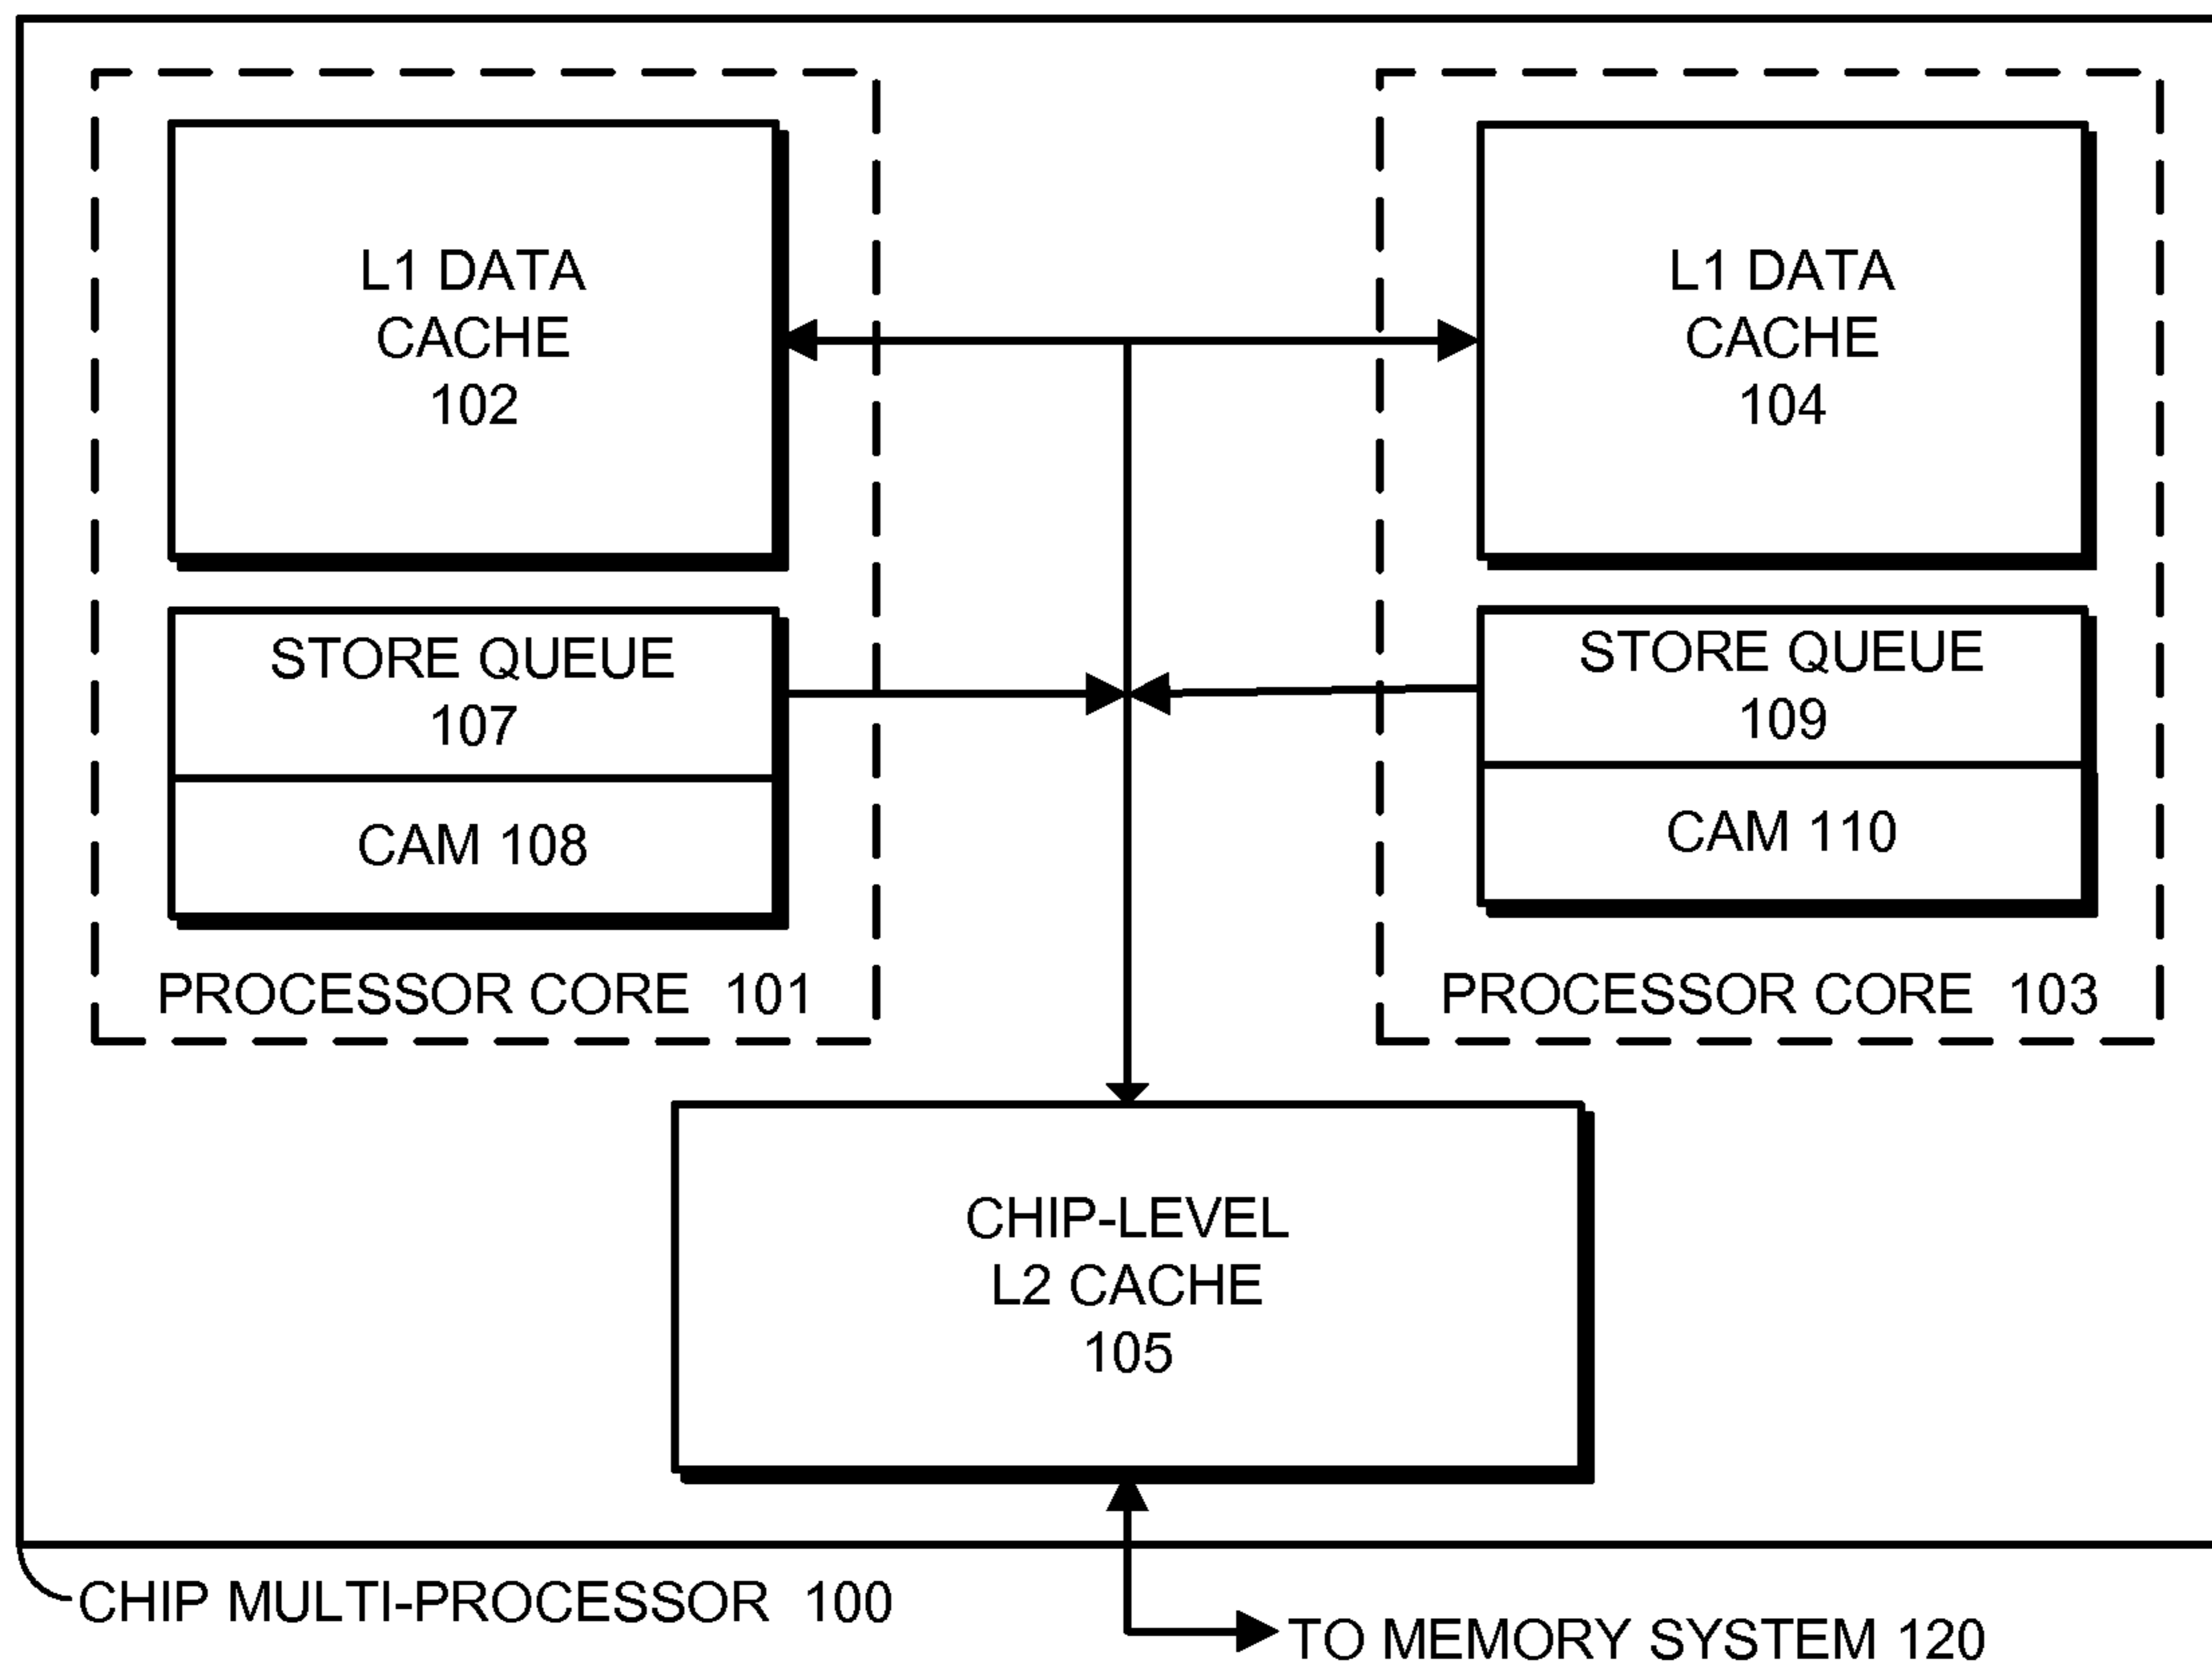 L1 DATA
CACHE
102
STORE QUEUE
107
CAM 108
PROCESSOR CORE 101
L1 DATA
CACHE
104
STORE QUEUE
109
CAM 110
PROCESSOR CORE 103
CHIP-LEVEL
L2 CACHE
105
CHIP MULTI-PROCESSOR 100
TO MEMORY SYSTEM 120